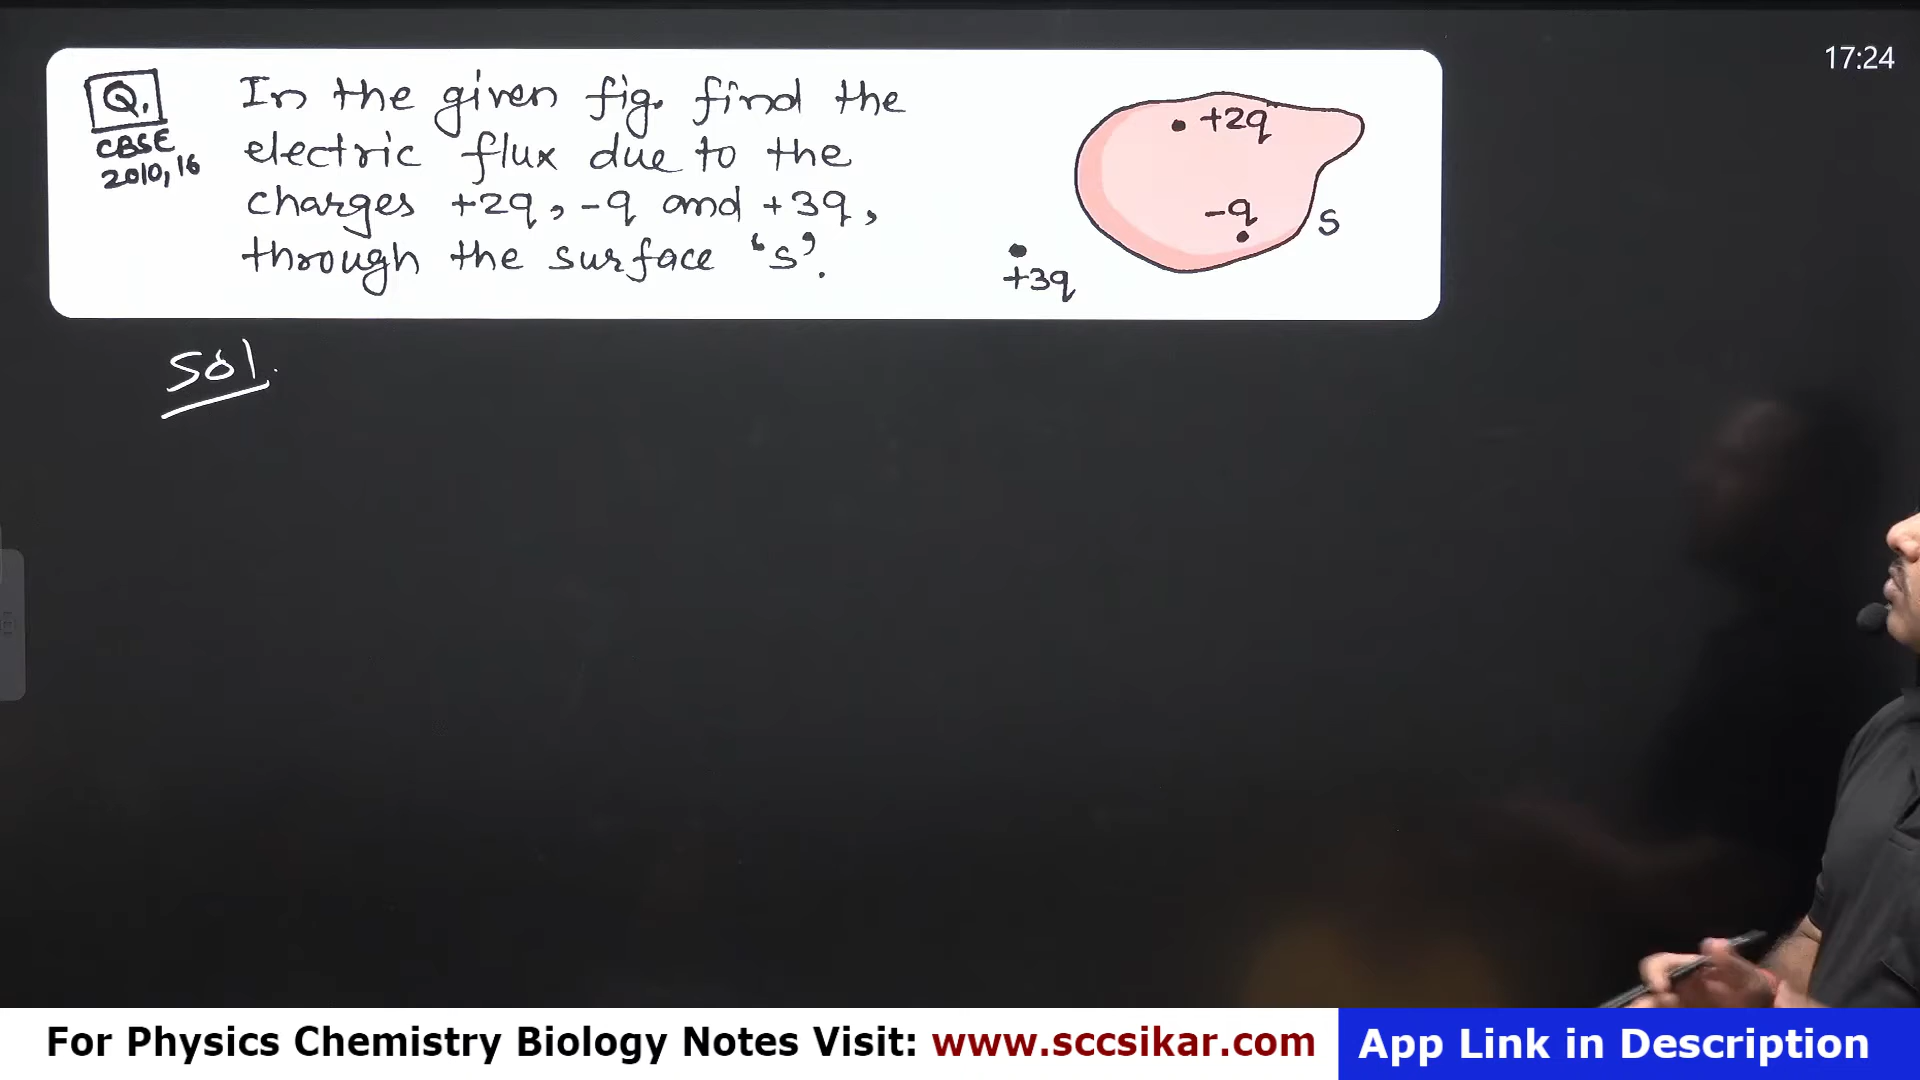 17:24
Q. In the given fig. find the
CBSE
2010,16
electric flux due to the
charges +2q, -q and +3q,
through the surface 's'.
+2q
-q
S
+3q
Sol.
For Physics Chemistry Biology Notes Visit: www.sccsikar.com
App Link in Description